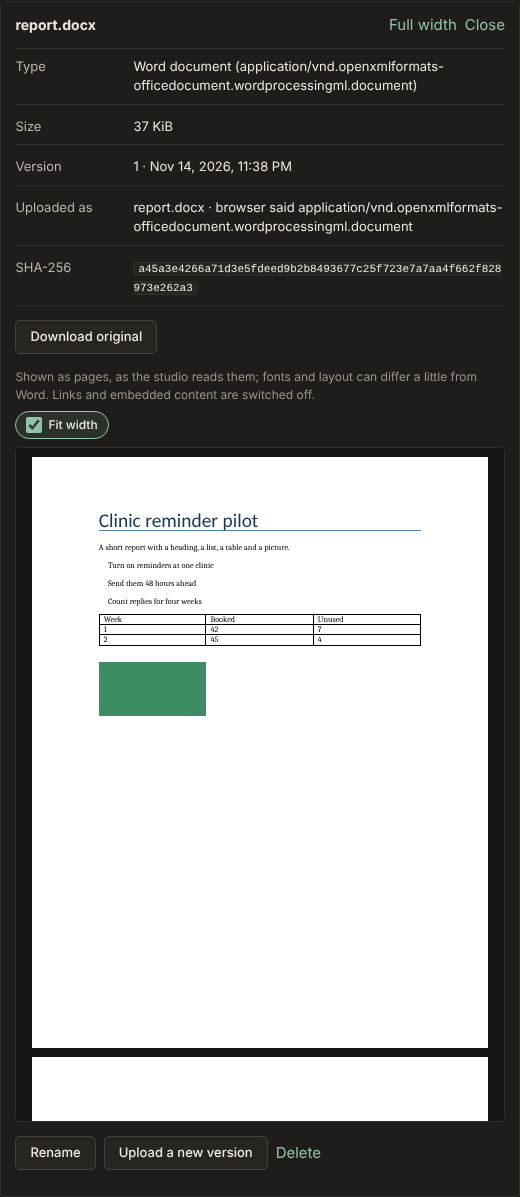 report.docx Full width Close
Type Word document (application/vnd.openxmlformats-
officedocument.wordprocessingml.document)
Size 37 KiB
Version 1 · Nov 14, 2026, 11:38 PM
Uploaded as report.docx · browser said application/vnd.openxmlformats-
officedocument.wordprocessingml.document
SHA-256 a45a3e4266a71d3e5fdeed9b2b8493677c25f723e7a7aa4f662f828
973e262a3
Download original
Shown as pages, as the studio reads them; fonts and layout can differ a little from
Word. Links and embedded content are switched off.
Fit width
Clinic reminder pilot
A short report with a heading, a list, a table and a picture.
Turn on reminders at one clinic
Send them 48 hours ahead
Count replies for four weeks
Week Booked Unused
1 42 7
2 45 4
Rename Upload a new version Delete